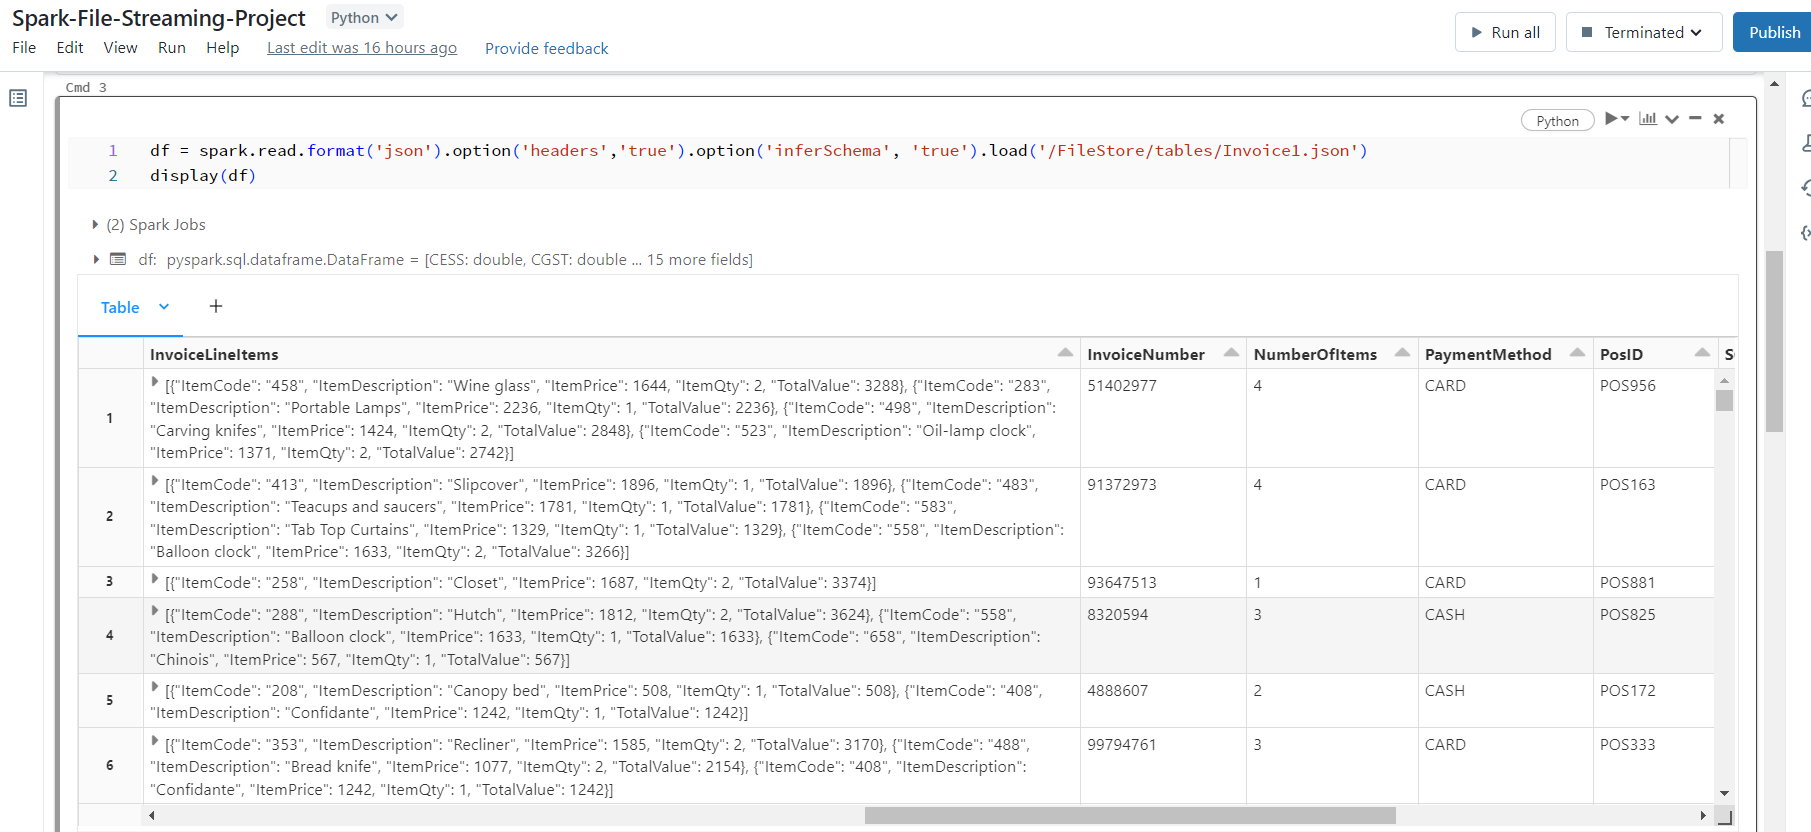 Spark-File-Streaming-Project Python
File Edit View Run Help Last edit was 16 hours ago Provide feedback
Run all Terminated Publish
Cmd 3
Python
1 df = spark.read.format('json').option('headers','true').option('inferSchema', 'true').load('/FileStore/tables/Invoice1.json')
2 display(df)
(2) Spark Jobs
df: pyspark.sql.dataframe.DataFrame = [CESS: double, CGST: double ... 15 more fields]
Table +
InvoiceLineItems InvoiceNumber NumberOfItems PaymentMethod PosID
[{"ItemCode": "458", "ItemDescription": "Wine glass", "ItemPrice": 1644, "ItemQty": 2, "TotalValue": 3288}, {"ItemCode": "283", 51402977 4 CARD POS956
"ItemDescription": "Portable Lamps", "ItemPrice": 2236, "ItemQty": 1, "TotalValue": 2236}, {"ItemCode": "498", "ItemDescription":
1 "Carving knifes", "ItemPrice": 1424, "ItemQty": 2, "TotalValue": 2848}, {"ItemCode": "523", "ItemDescription": "Oil-lamp clock",
"ItemPrice": 1371, "ItemQty": 2, "TotalValue": 2742}]
[{"ItemCode": "413", "ItemDescription": "Slipcover", "ItemPrice": 1896, "ItemQty": 1, "TotalValue": 1896}, {"ItemCode": "483", 91372973 4 CARD POS163
"ItemDescription": "Teacups and saucers", "ItemPrice": 1781, "ItemQty": 1, "TotalValue": 1781}, {"ItemCode": "583",
2 "ItemDescription": "Tab Top Curtains", "ItemPrice": 1329, "ItemQty": 1, "TotalValue": 1329}, {"ItemCode": "558", "ItemDescription":
"Balloon clock", "ItemPrice": 1633, "ItemQty": 2, "TotalValue": 3266}]
3 [{"ItemCode": "258", "ItemDescription": "Closet", "ItemPrice": 1687, "ItemQty": 2, "TotalValue": 3374}] 93647513 1 CARD POS881
[{"ItemCode": "288", "ItemDescription": "Hutch", "ItemPrice": 1812, "ItemQty": 2, "TotalValue": 3624}, {"ItemCode": "558", 8320594 3 CASH POS825
4 "ItemDescription": "Balloon clock", "ItemPrice": 1633, "ItemQty": 1, "TotalValue": 1633}, {"ItemCode": "658", "ItemDescription":
"Chinois", "ItemPrice": 567, "ItemQty": 1, "TotalValue": 567}]
[{"ItemCode": "208", "ItemDescription": "Canopy bed", "ItemPrice": 508, "ItemQty": 1, "TotalValue": 508}, {"ItemCode": "408", 4888607 2 CASH POS172
5 "ItemDescription": "Confidante", "ItemPrice": 1242, "ItemQty": 1, "TotalValue": 1242}]
[{"ItemCode": "353", "ItemDescription": "Recliner", "ItemPrice": 1585, "ItemQty": 2, "TotalValue": 3170}, {"ItemCode": "488", 99794761 3 CARD POS333
6 "ItemDescription": "Bread knife", "ItemPrice": 1077, "ItemQty": 2, "TotalValue": 2154}, {"ItemCode": "408", "ItemDescription":
"Confidante", "ItemPrice": 1242, "ItemQty": 1, "TotalValue": 1242}]